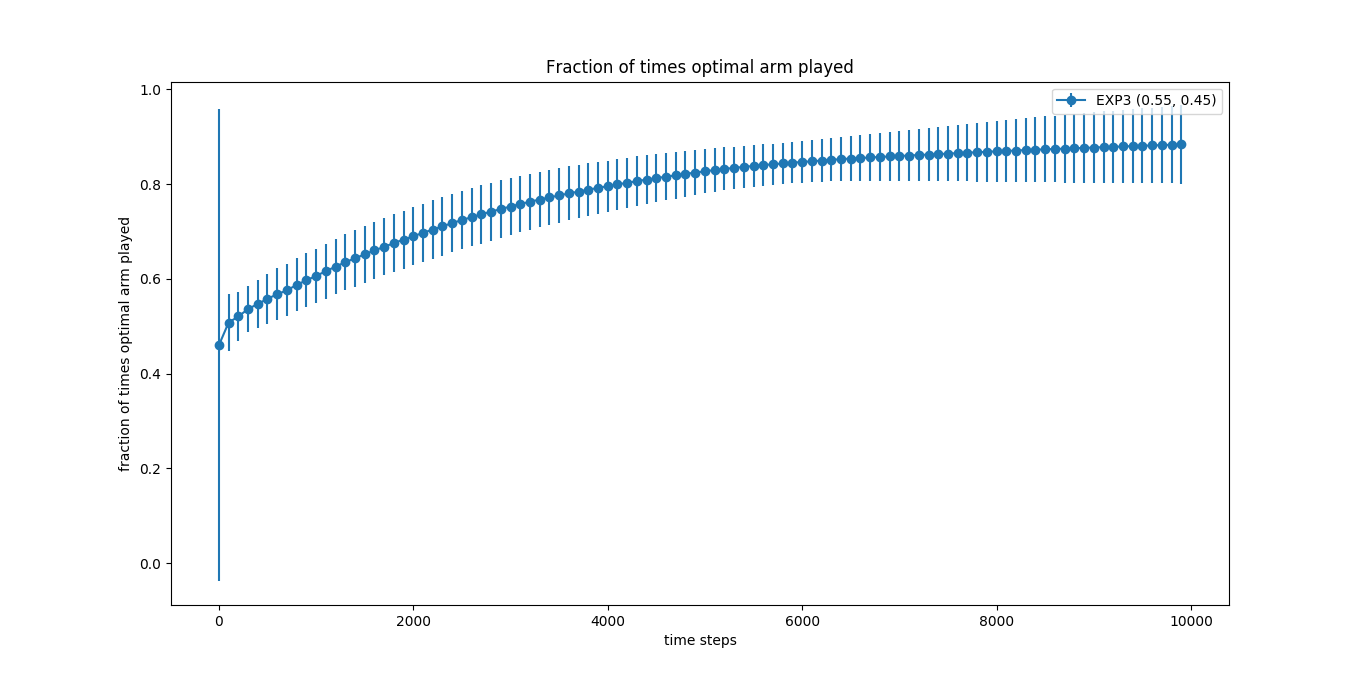 Fraction of times optimal arm played
EXP3 (0.55, 0.45)
1.0
0.8
0.6
0.4
0.2
0.0
fraction of times optimal arm played
0 2000 4000 6000 8000 10000
time steps